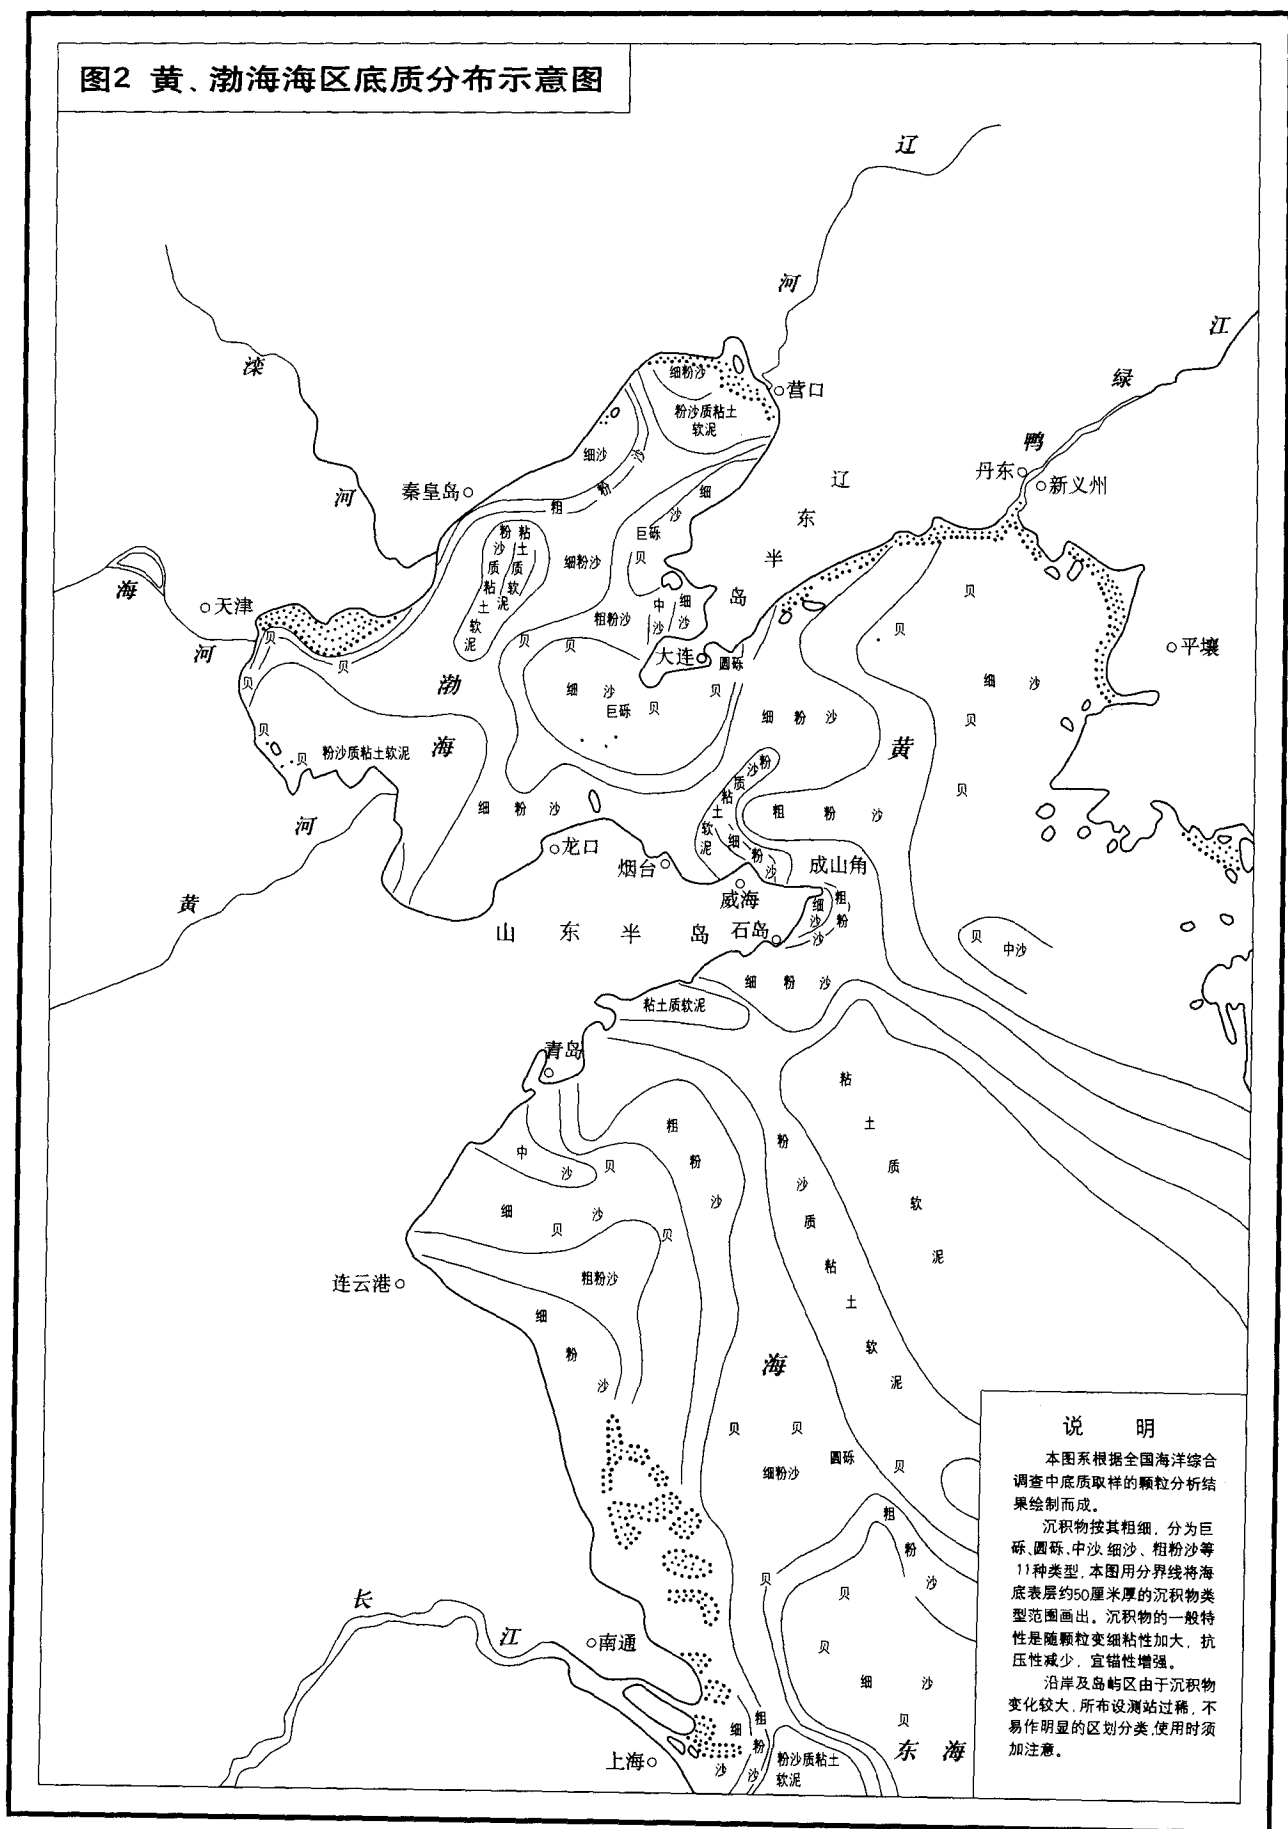 图2 黄、渤海海区底质分布示意图
辽
河
江
绿
鸭
滦
河
细粉沙
营口
粉沙质粘土
软泥
细沙
粗粉沙
秦皇岛
丹东
新义州
辽东半岛
细沙
巨砾
贝
粉沙质粘土软泥
粘土质软泥
细粉沙
海
河
天津
中沙
细沙
粗粉沙
贝
贝
大连
圆砾
贝
贝
贝
贝
贝
细沙
平壤
贝
渤
海
细沙
巨砾
贝
贝
细粉沙
黄
贝
贝
贝
粉沙质粘土软泥
粉沙质粘土软泥
贝
细粉沙
粗粉沙
河
黄
龙口
烟台
细粉沙
成山角
威海
石岛
细沙
粗粉沙
山东半岛
贝
中沙
细粉沙
粘土质软泥
青岛
粘土质软泥
粗粉沙
粉沙质粘土软泥
中沙
贝
细沙
贝
贝
连云港
粗粉沙
细粉沙
海
贝
贝
细粉沙
圆砾
贝
粗粉沙
贝
贝
贝
细沙
贝
东海
长
江
南通
上海
细沙
粗粉沙
粉沙质粘土
软泥
说明
本图系根据全国海洋综合
调查中底质取样的颗粒分析结
果绘制而成。
沉积物按其粗细，分为巨
砾、圆砾、中沙、细沙、粗粉沙等
11种类型，本图用分界线将海
底表层约50厘米厚的沉积物类
型范围画出。沉积物的一般特
性是随颗粒变细粘性加大，抗
压性减少，宜锚性增强。
沿岸及岛屿区由于沉积物
变化较大，所布设测站过稀，不
易作明显的区划分类，使用时须
加注意。